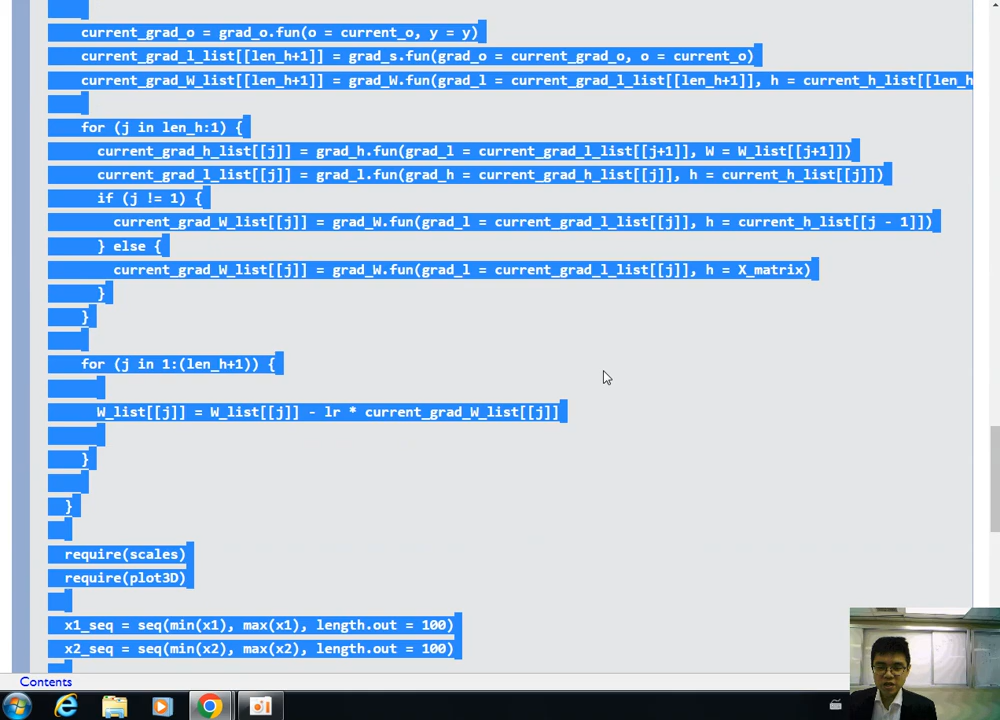 current_grad_o = grad_o.fun(o = current_o, y = y)
current_grad_l_list[[len_h+1]] = grad_s.fun(grad_o = current_grad_o, o = current_o)
current_grad_W_list[[len_h+1]] = grad_W.fun(grad_l = current_grad_l_list[[len_h+1]], h = current_h_list[[len_h
for (j in len_h:1) {
current_grad_h_list[[j]] = grad_h.fun(grad_l = current_grad_l_list[[j+1]], W = W_list[[j+1]])
current_grad_l_list[[j]] = grad_l.fun(grad_h = current_grad_h_list[[j]], h = current_h_list[[j]])
if (j != 1) {
current_grad_W_list[[j]] = grad_W.fun(grad_l = current_grad_l_list[[j]], h = current_h_list[[j - 1]])
} else {
current_grad_W_list[[j]] = grad_W.fun(grad_l = current_grad_l_list[[j]], h = X_matrix)
}
}
for (j in 1:(len_h+1)) {
W_list[[j]] = W_list[[j]] - lr * current_grad_W_list[[j]]
}
}
require(scales)
require(plot3D)
x1_seq = seq(min(x1), max(x1), length.out = 100)
x2_seq = seq(min(x2), max(x2), length.out = 100)
Contents